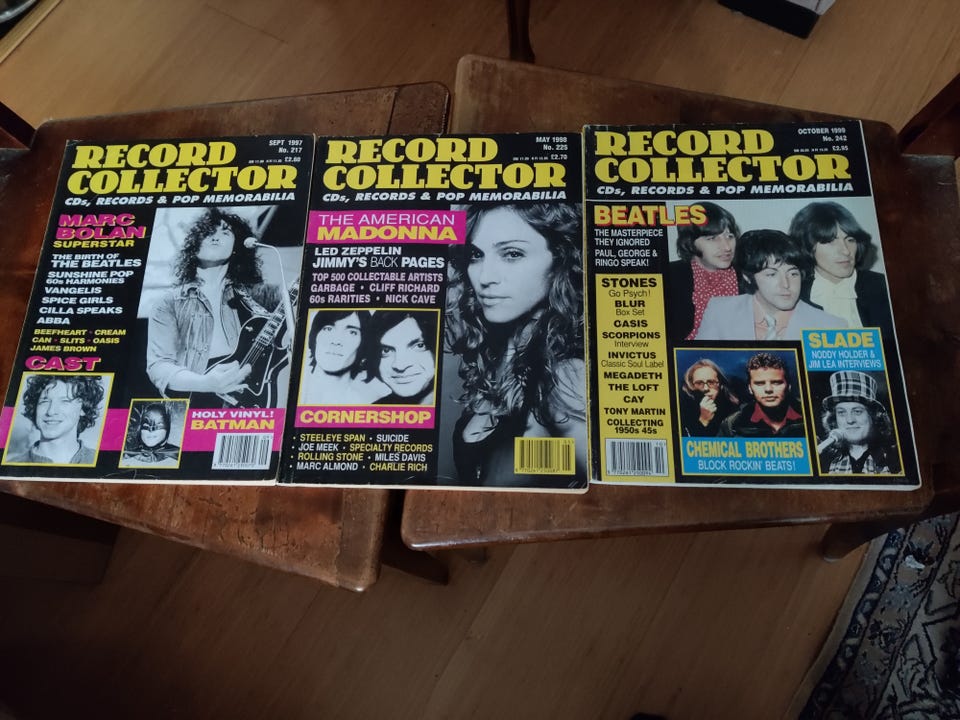 SEPT 1997
No. 217
£2.60
RECORD
COLLECTOR
CDs, RECORDS & POP MEMORABILIA
MARC
BOLAN
SUPERSTAR
THE BIRTH OF
THE BEATLES
SUNSHINE POP
60s HARMONIES
VANGELIS
SPICE GIRLS
CILLA SPEAKS
ABBA
BEEFHEART • CREAM
CAN • SLITS • OASIS
JAMES BROWN
CAST
HOLY VINYL!
BATMAN
MAY 1998
No. 225
£2.70
RECORD
COLLECTOR
CDs, RECORDS & POP MEMORABILIA
THE AMERICAN
MADONNA
LED ZEPPELIN
JIMMY'S BACK PAGES
TOP 500 COLLECTABLE ARTISTS
GARBAGE • CLIFF RICHARD
60s RARITIES • NICK CAVE
CORNERSHOP
STEELEYE SPAN • SUICIDE
JOE MEEK • SPECIALTY RECORDS
ROLLING STONE • MILES DAVIS
MARC ALMOND • CHARLIE RICH
OCTOBER 1999
No. 242
£2.95
RECORD
COLLECTOR
CDs, RECORDS & POP MEMORABILIA
BEATLES
THE MASTERPIECE
THEY IGNORED
PAUL, GEORGE &
RINGO SPEAK!
STONES
Go Psych!
BLUR
Box Set
OASIS
SCORPIONS
Interview
INVICTUS
Classic Soul Label
MEGADETH
THE LOFT
CAY
TONY MARTIN
COLLECTING
1950s 45s
SLADE
NODDY HOLDER &
JIM LEA INTERVIEWS
CHEMICAL BROTHERS
BLOCK ROCKIN' BEATS!